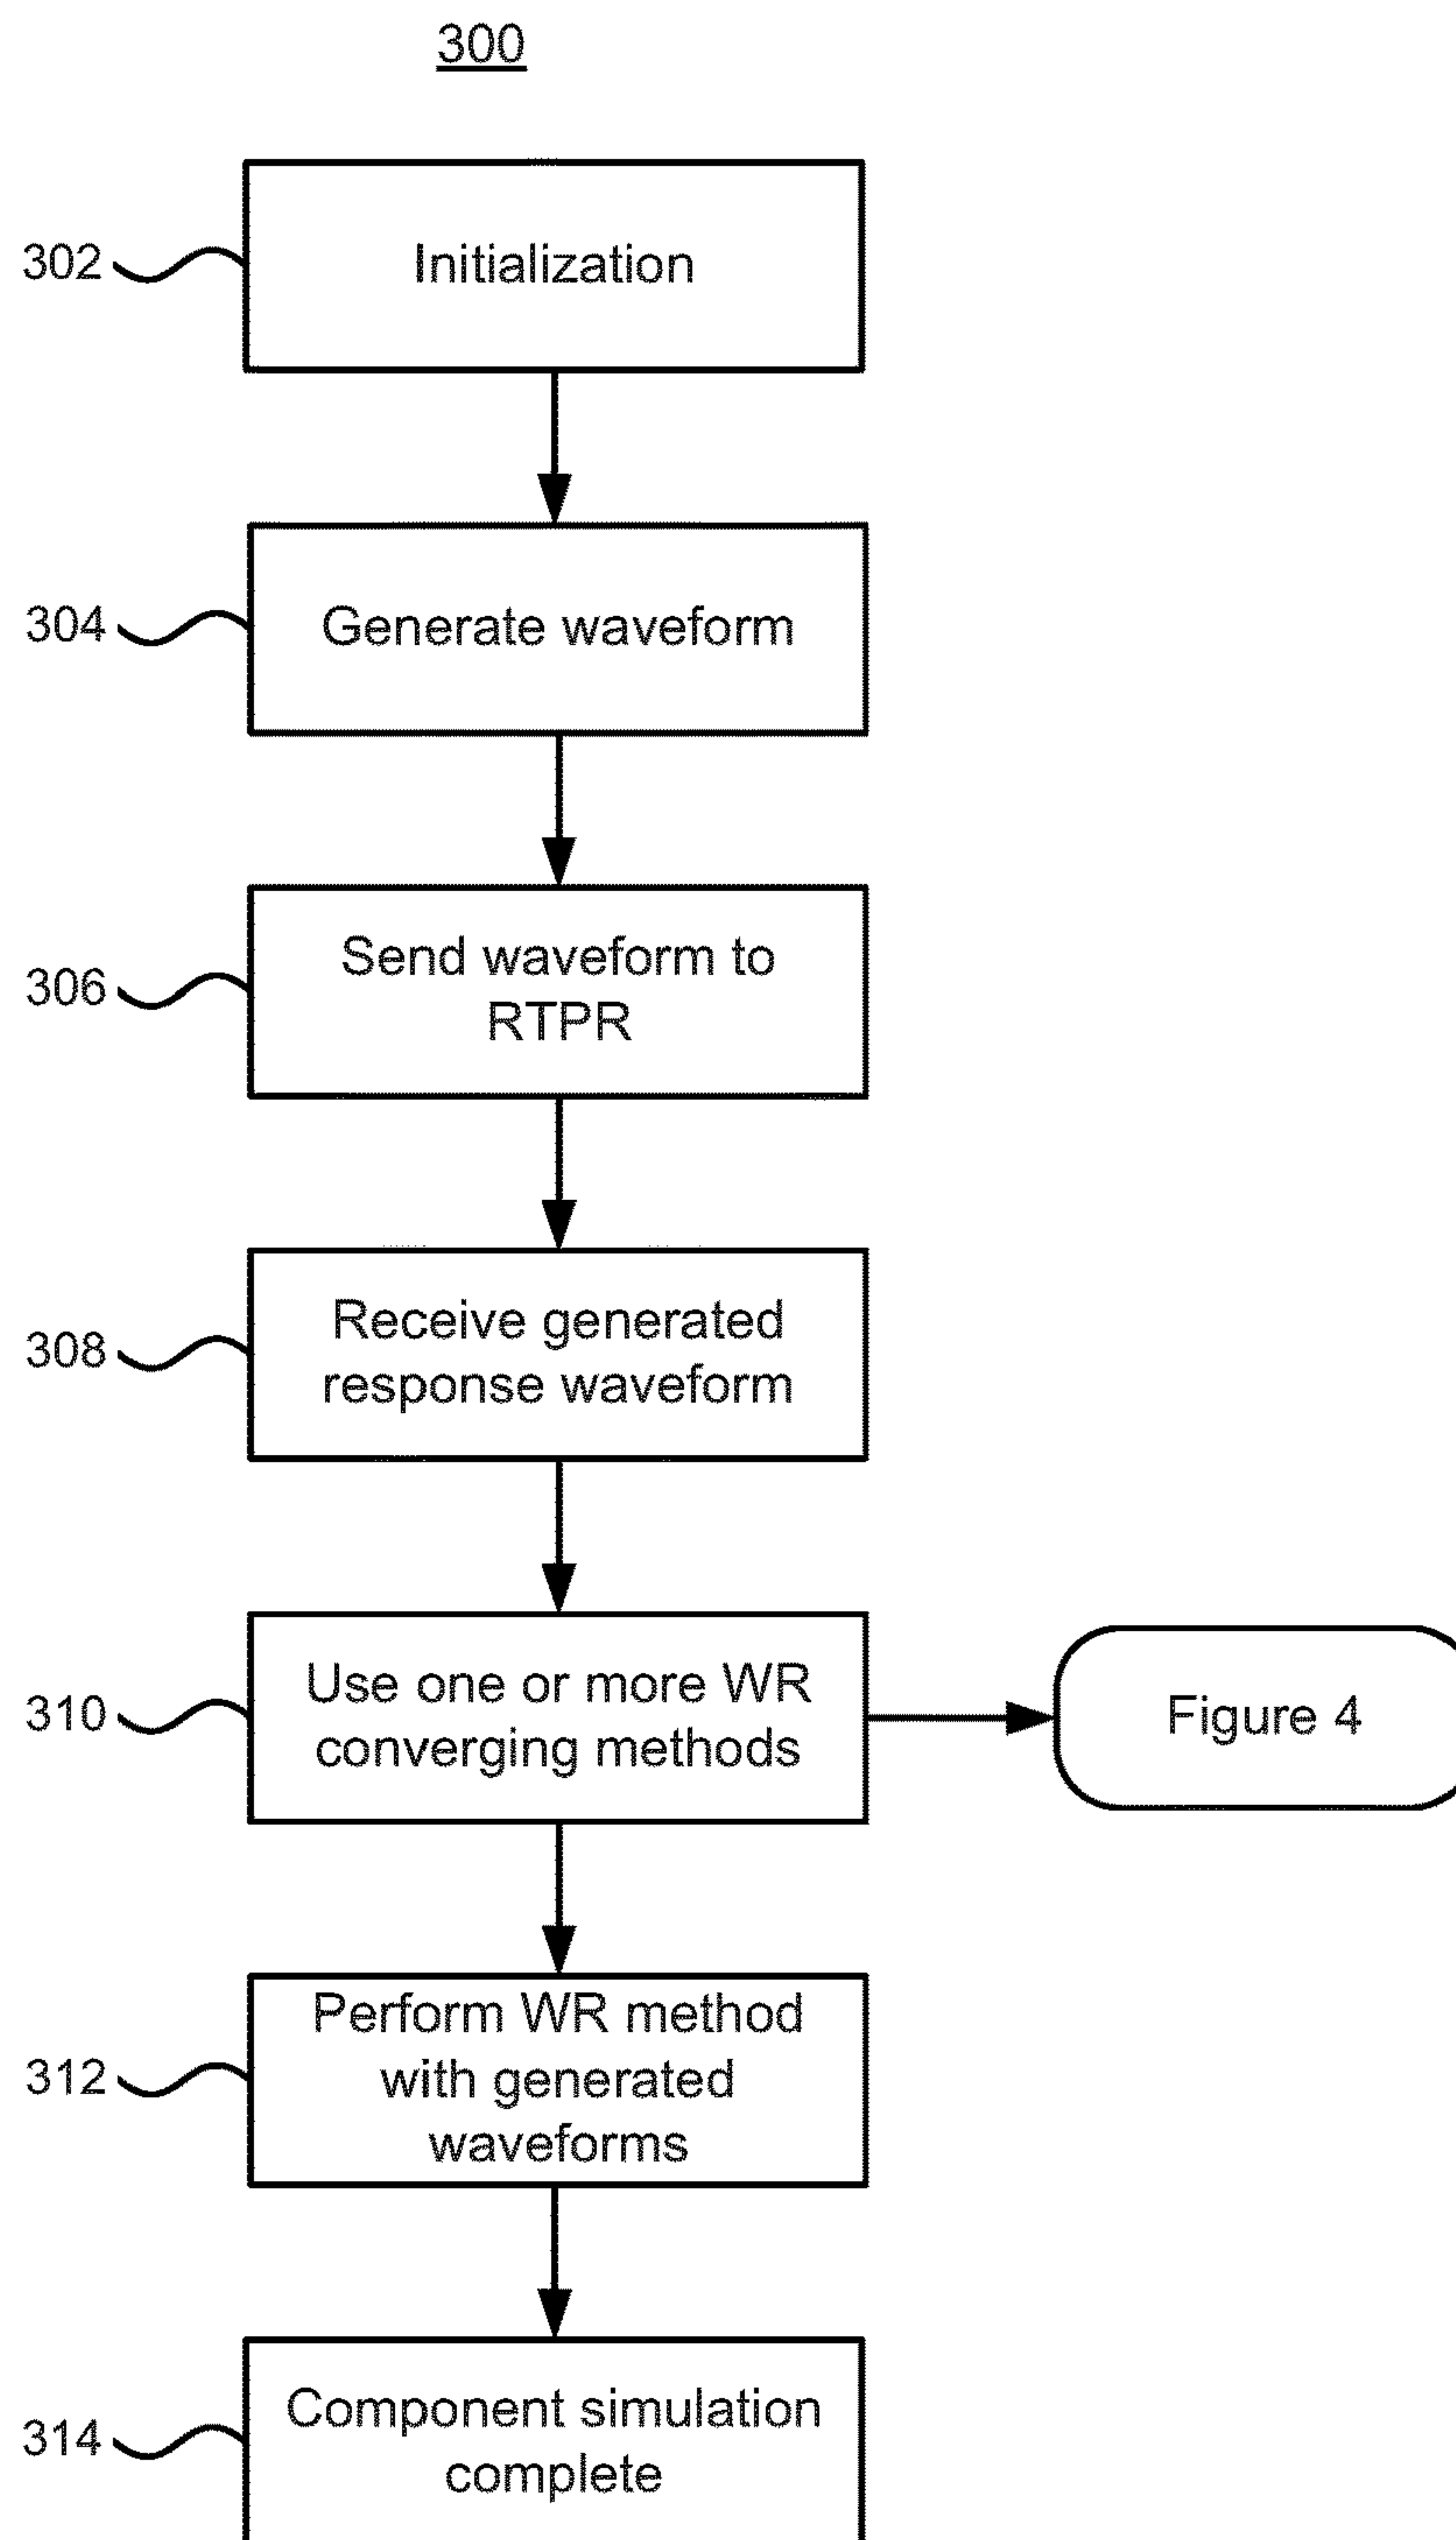 300
302
Initialization
304
Generate waveform
306
Send waveform to
RTPR
308
Receive generated
response waveform
310
Use one or more WR
converging methods
Figure 4
312
Perform WR method
with generated
waveforms
314
Component simulation
complete